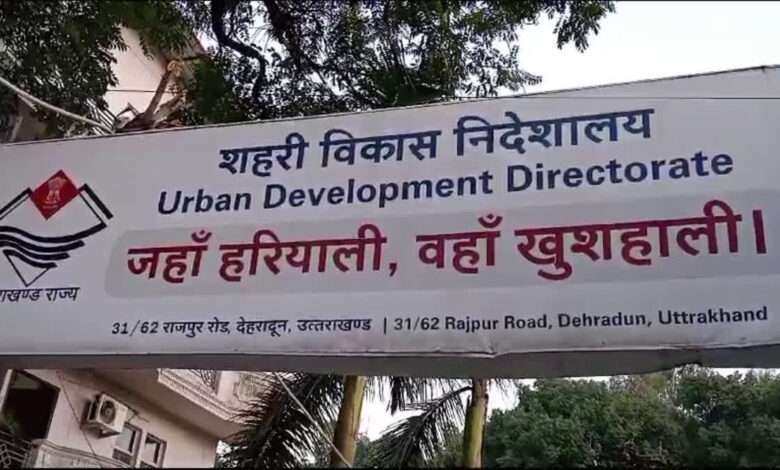 शहरी विकास निदेशालय
Urban Development Directorate
जहाँ हरियाली, वहाँ खुशहाली।
राखण्ड राज्य
31/62 राजपुर रोड, देहरादून, उत्तराखण्ड | 31/62 Rajpur Road, Dehradun, Uttrakhand